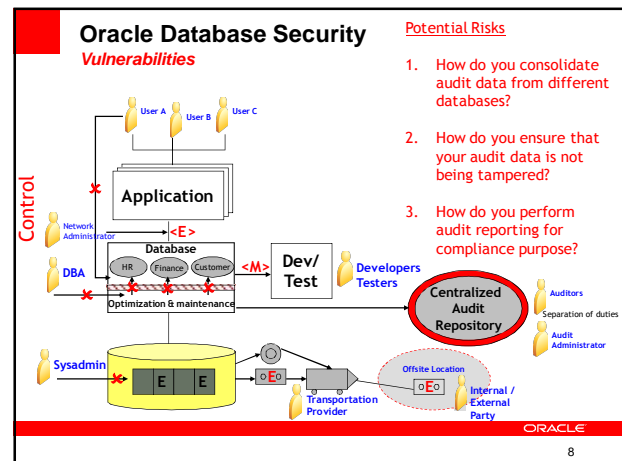 Oracle Database Security
Vulnerabilities
Potential Risks
1. How do you consolidate
audit data from different
databases?
2. How do you ensure that
your audit data is not
being tampered?
3. How do you perform
audit reporting for
compliance purpose?
User A
User B
User C
Control
Application
Network
Administrator
<E>
Database
HR
Finance
Customer
<M>
Dev/
Test
Developers
Testers
DBA
Optimization & maintenance
Centralized
Audit
Repository
Auditors
Separation of duties
Audit
Administrator
Sysadmin
E
E
E
Transportation
Provider
Offsite Location
E
Internal /
External
Party
ORACLE
8